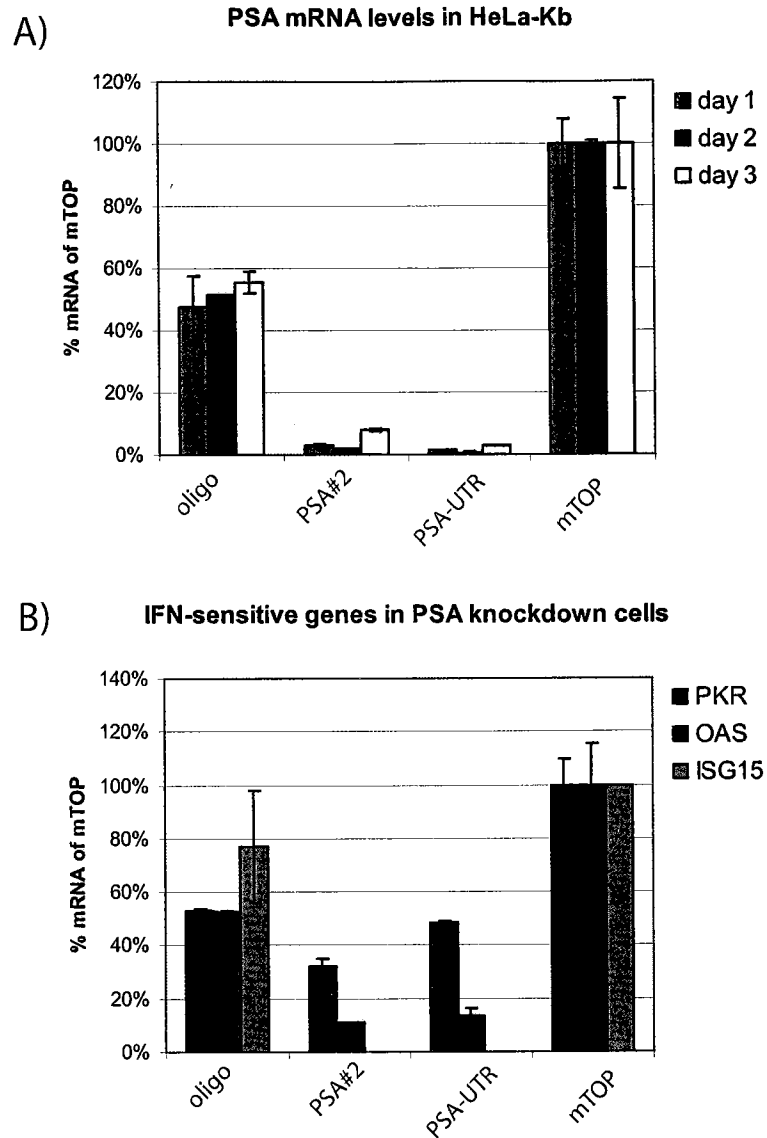 A)
PSA mRNA levels in HeLa-Kb
120%
100%
80%
60%
40%
20%
0%
% mRNA of mTOP
oligo
PSA#2
PSA-UTR
mTOP
day 1
day 2
day 3
B)
IFN-sensitive genes in PSA knockdown cells
140%
120%
100%
80%
60%
40%
20%
0%
% mRNA of mTOP
oligo
PSA#2
PSA-UTR
mTOP
PKR
OAS
ISG15